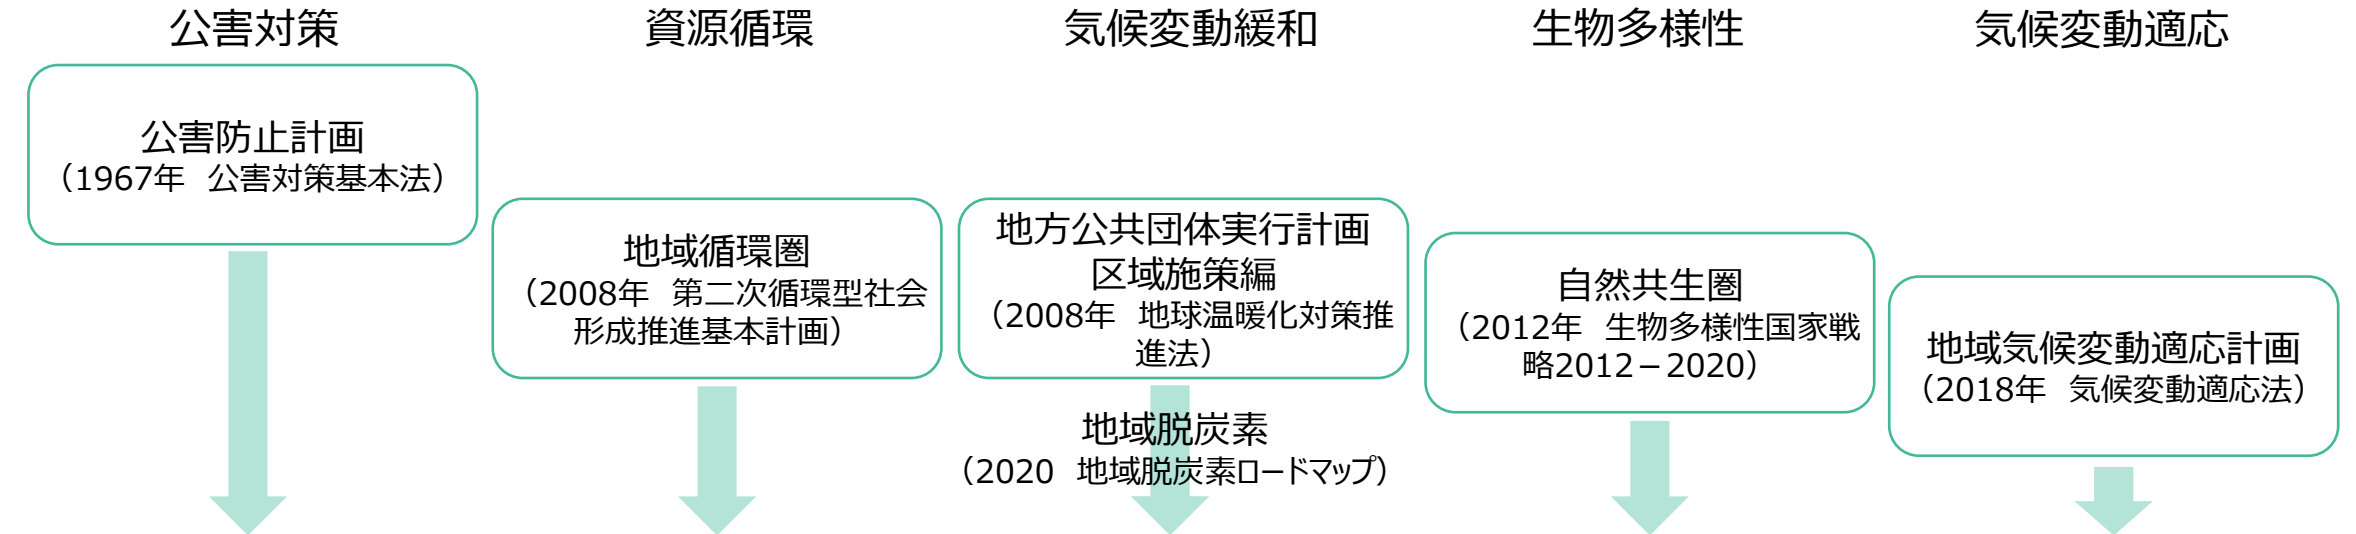 公害対策
資源循環
気候変動緩和
生物多様性
気候変動適応
公害防止計画
（1967年　公害対策基本法）
地域循環圏
（2008年　第二次循環型社会
形成推進基本計画）
地方公共団体実行計画
区域施策編
（2008年　地球温暖化対策推
進法）
地域脱炭素
（2020　地域脱炭素ロードマップ）
自然共生圏
（2012年　生物多様性国家戦
略2012－2020）
地域気候変動適応計画
（2018年　気候変動適応法）